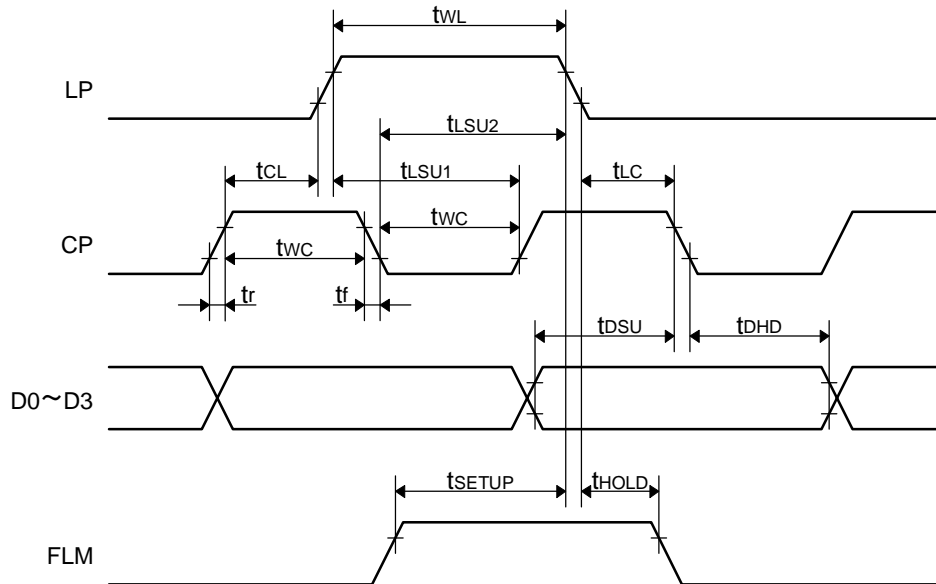 tWL
LP
tLSU2
tCL
tLSU1
tLC
CP
tWC
tWC
tr
tf
tDSU
tDHD
D0~D3
tSETUP
tHOLD
FLM